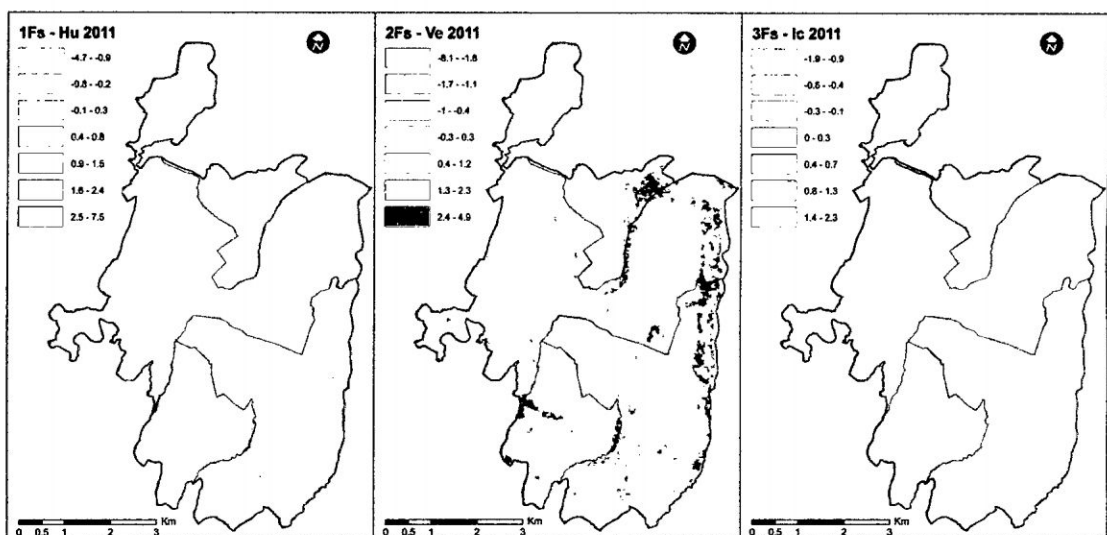 1Fs - Hu 2011
N
-4.7 - -0.9
-0.8 - -0.2
-0.1 - 0.3
0.4 - 0.8
0.9 - 1.5
1.6 - 2.4
2.5 - 7.5
0 0.5 1 2 3
Km
2Fs - Ve 2011
N
-8.1 - -1.8
-1.7 - -1.1
-1 - -0.4
-0.3 - 0.3
0.4 - 1.2
1.3 - 2.3
2.4 - 4.9
0 0.5 1 2 3
Km
3Fs - Ic 2011
N
-1.9 - -0.9
-0.8 - -0.4
-0.3 - -0.1
0 - 0.3
0.4 - 0.7
0.8 - 1.3
1.4 - 2.3
0 0.5 1 2 3
Km